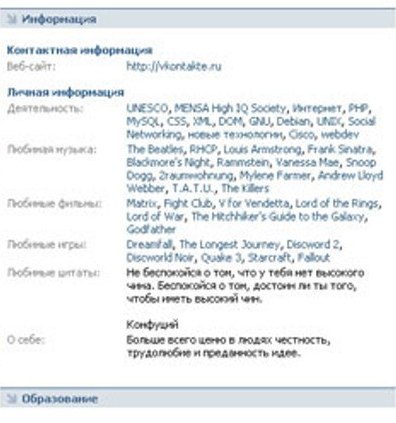 Информация
Контактная информация
Веб-сайт: http://vkontakte.ru
Личная информация
Деятельность: UNESCO, MENSA High IQ Society, Интернет, PHP,
MySQL, CSS, XML, DOM, GNU, Debian, UNIX, Social
Networking, новые технологии, Cisco, webdev
Любимая музыка: The Beatles, RHCP, Louis Armstrong, Frank Sinatra,
Blackmore's Night, Rammstein, Vanessa Mae, Snoop
Dogg, 2raumwohnung, Mylene Farmer, Andrew Lloyd
Webber, T.A.T.U., The Killers
Любимые фильмы: Matrix, Fight Club, V for Vendetta, Lord of the Rings,
Lord of War, The Hitchhiker's Guide to the Galaxy,
Godfather
Любимые игры: Dreamfall, The Longest Journey, Discword 2,
Discworld Noir, Quake 3, Starcraft, Fallout
Любимые цитаты: Не беспокойся о том, что у тебя нет высокого
чина. Беспокойся о том, достоин ли ты того,
чтобы иметь высокий чин.
Конфуций
О себе: Больше всего ценю в людях честность,
трудолюбие и преданность идее.
Образование